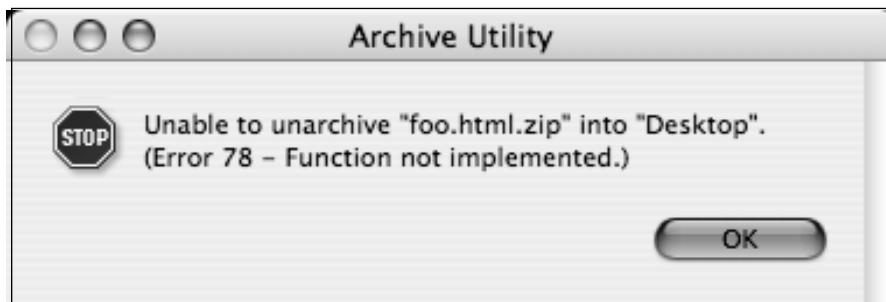 Archive Utility
STOP
Unable to unarchive "foo.html.zip" into "Desktop".
(Error 78 – Function not implemented.)
OK